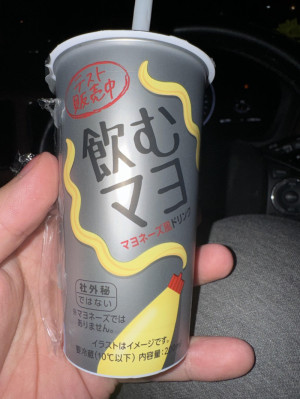 テスト
販売中
飲む
マヨ
マヨネーズ風ドリンク
社外秘
ではない
※マヨネーズでは
ありません。
イラストはイメージです。
要冷蔵(10℃以下) 内容量:2